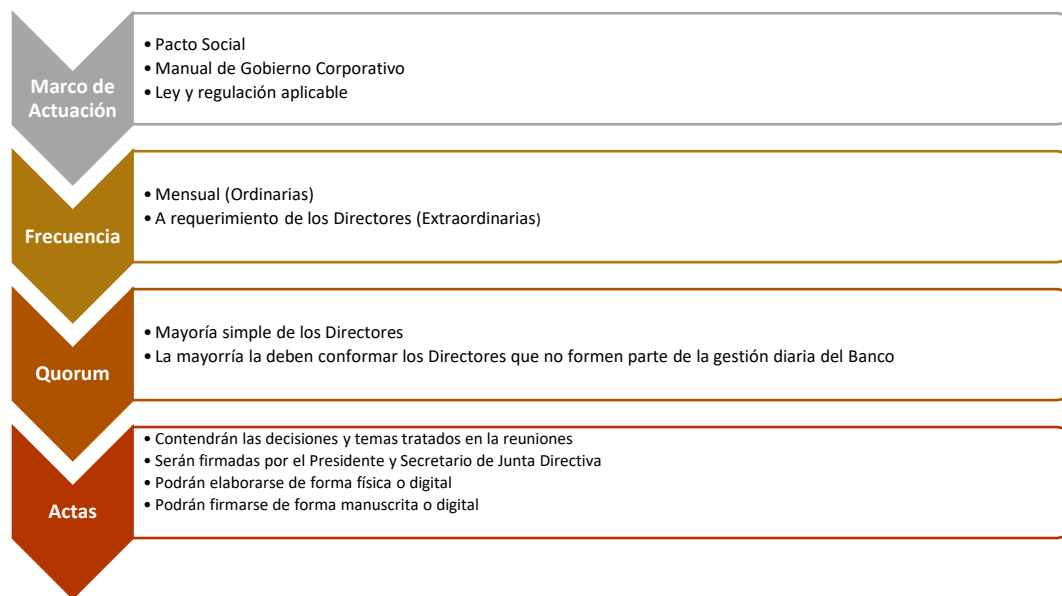 Marco de
Actuación
• Pacto Social
• Manual de Gobierno Corporativo
• Ley y regulación aplicable
Frecuencia
• Mensual (Ordinarias)
• A requerimiento de los Directores (Extraordinarias)
Quorum
• Mayoría simple de los Directores
• La mayorría la deben conformar los Directores que no formen parte de la gestión diaria del Banco
Actas
• Contendrán las decisiones y temas tratados en la reuniones
• Serán firmadas por el Presidente y Secretario de Junta Directiva
• Podrán elaborarse de forma física o digital
• Podrán firmarse de forma manuscrita o digital